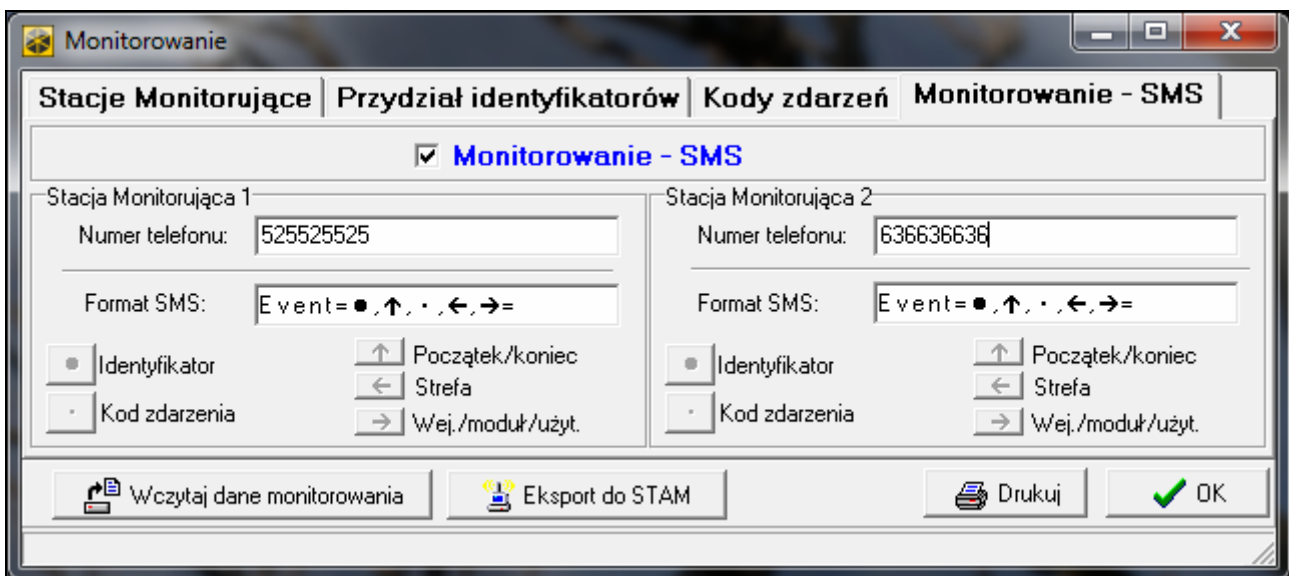 Monitorowanie
Stacje Monitorujące Przydział identyfikatorów Kody zdarzeń Monitorowanie - SMS
Monitorowanie - SMS
Stacja Monitorująca 1
Numer telefonu: 525525525
Format SMS: Event=●,↑,·,←,→=
● Identyfikator
↑ Początek/koniec
← Strefa
· Kod zdarzenia
→ Wej./moduł/użyt.
Stacja Monitorująca 2
Numer telefonu: 636636636
Format SMS: Event=●,↑,·,←,→=
● Identyfikator
↑ Początek/koniec
← Strefa
· Kod zdarzenia
→ Wej./moduł/użyt.
Wczytaj dane monitorowania Eksport do STAM Drukuj OK